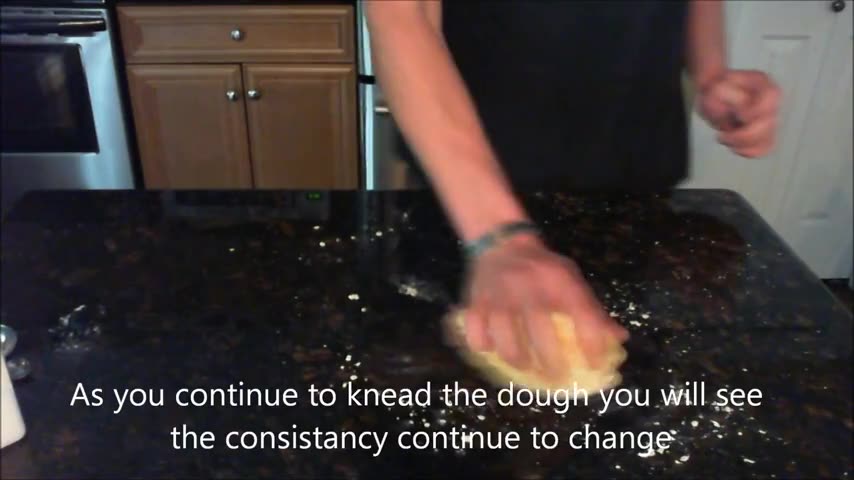 As you continue to knead the dough you will see
the consistancy continue to change